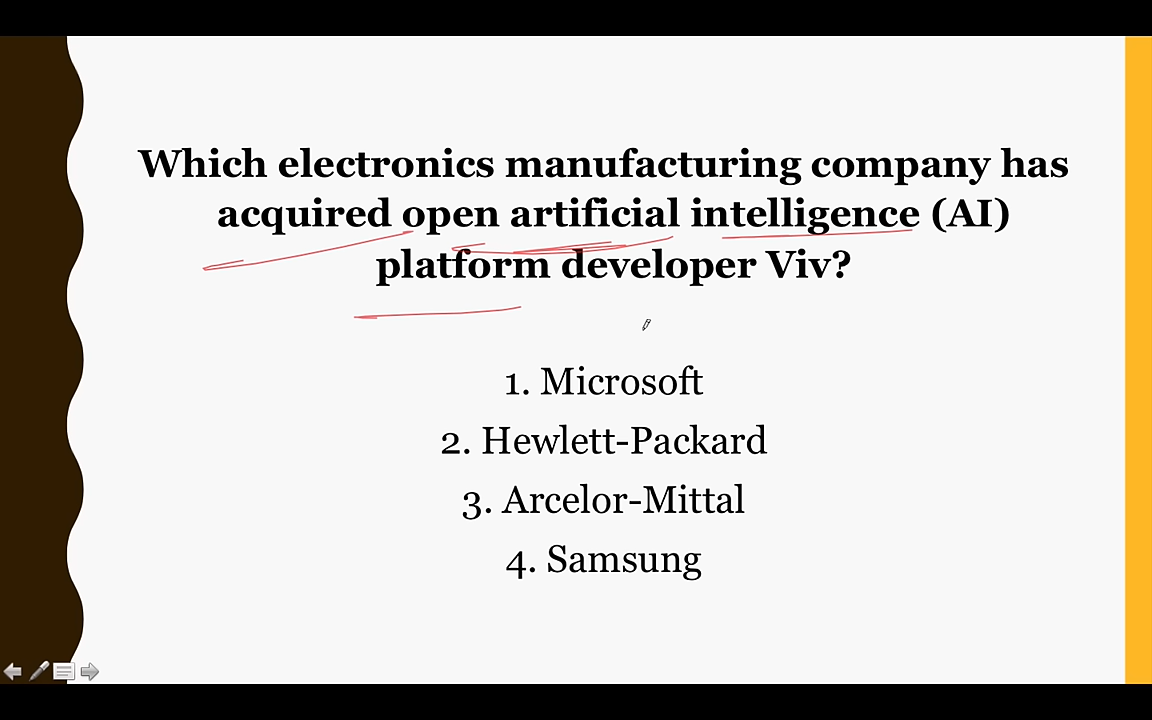 Which electronics manufacturing company has
acquired open artificial intelligence (AI)
platform developer Viv?
1. Microsoft
2. Hewlett-Packard
3. Arcelor-Mittal
4. Samsung